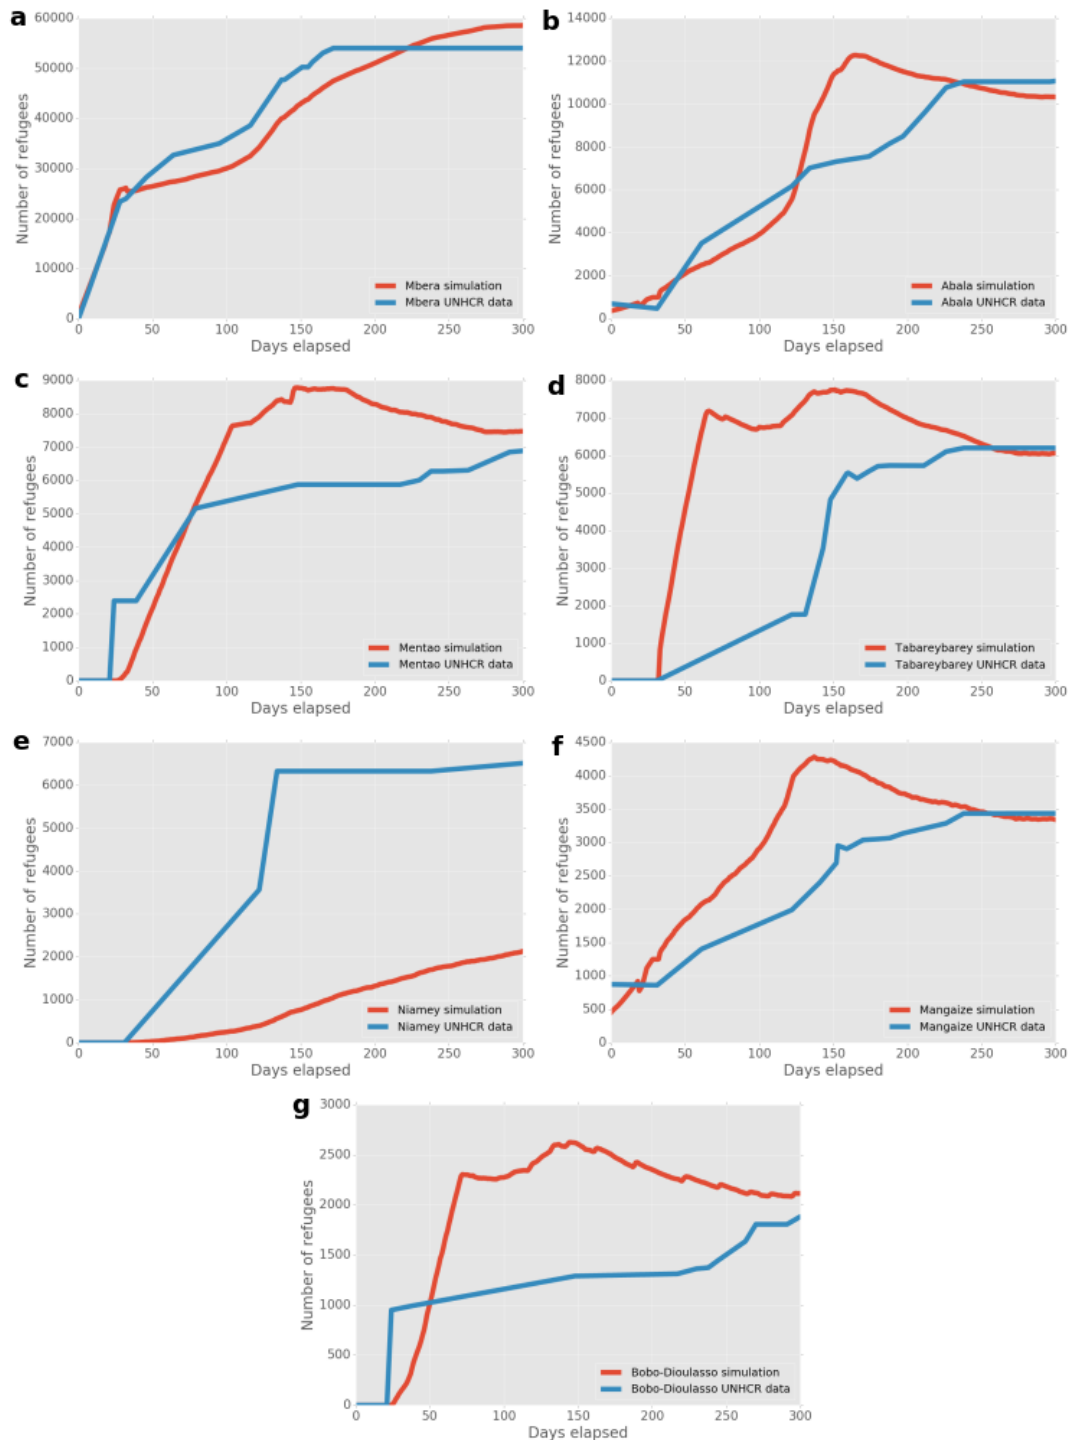 a
60000
50000
40000
30000
20000
10000
0
Number of refugees
Mbera simulation
Mbera UNHCR data
0 50 100 150 200 250 300
Days elapsed
b
14000
12000
10000
8000
6000
4000
2000
0
Number of refugees
Abala simulation
Abala UNHCR data
0 50 100 150 200 250 300
Days elapsed
c
9000
8000
7000
6000
5000
4000
3000
2000
1000
0
Number of refugees
Mentao simulation
Mentao UNHCR data
0 50 100 150 200 250 300
Days elapsed
d
8000
7000
6000
5000
4000
3000
2000
1000
0
Number of refugees
Tabareybarey simulation
Tabareybarey UNHCR data
0 50 100 150 200 250 300
Days elapsed
e
7000
6000
5000
4000
3000
2000
1000
0
Number of refugees
Niamey simulation
Niamey UNHCR data
0 50 100 150 200 250 300
Days elapsed
f
4500
4000
3500
3000
2500
2000
1500
1000
500
0
Number of refugees
Mangaize simulation
Mangaize UNHCR data
0 50 100 150 200 250 300
Days elapsed
g
3000
2500
2000
1500
1000
500
0
Number of refugees
Bobo-Dioulasso simulation
Bobo-Dioulasso UNHCR data
0 50 100 150 200 250 300
Days elapsed